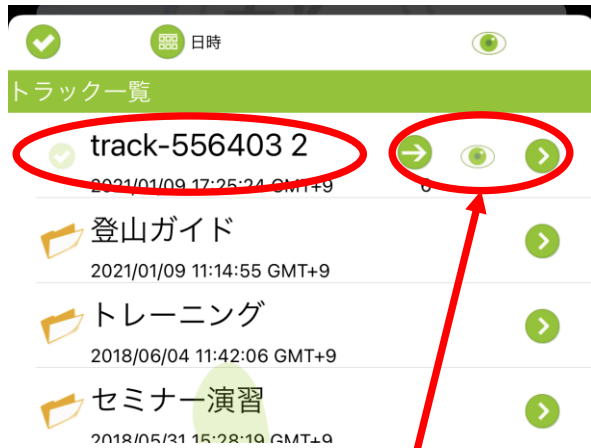 日時
トラック一覧
track-556403 2
2021/01/09 17:25:24 GMT+9
登山ガイド
2021/01/09 11:14:55 GMT+9
トレーニング
2018/06/04 11:42:06 GMT+9
セミナー演習
2018/05/31 15:28:19 GMT+9